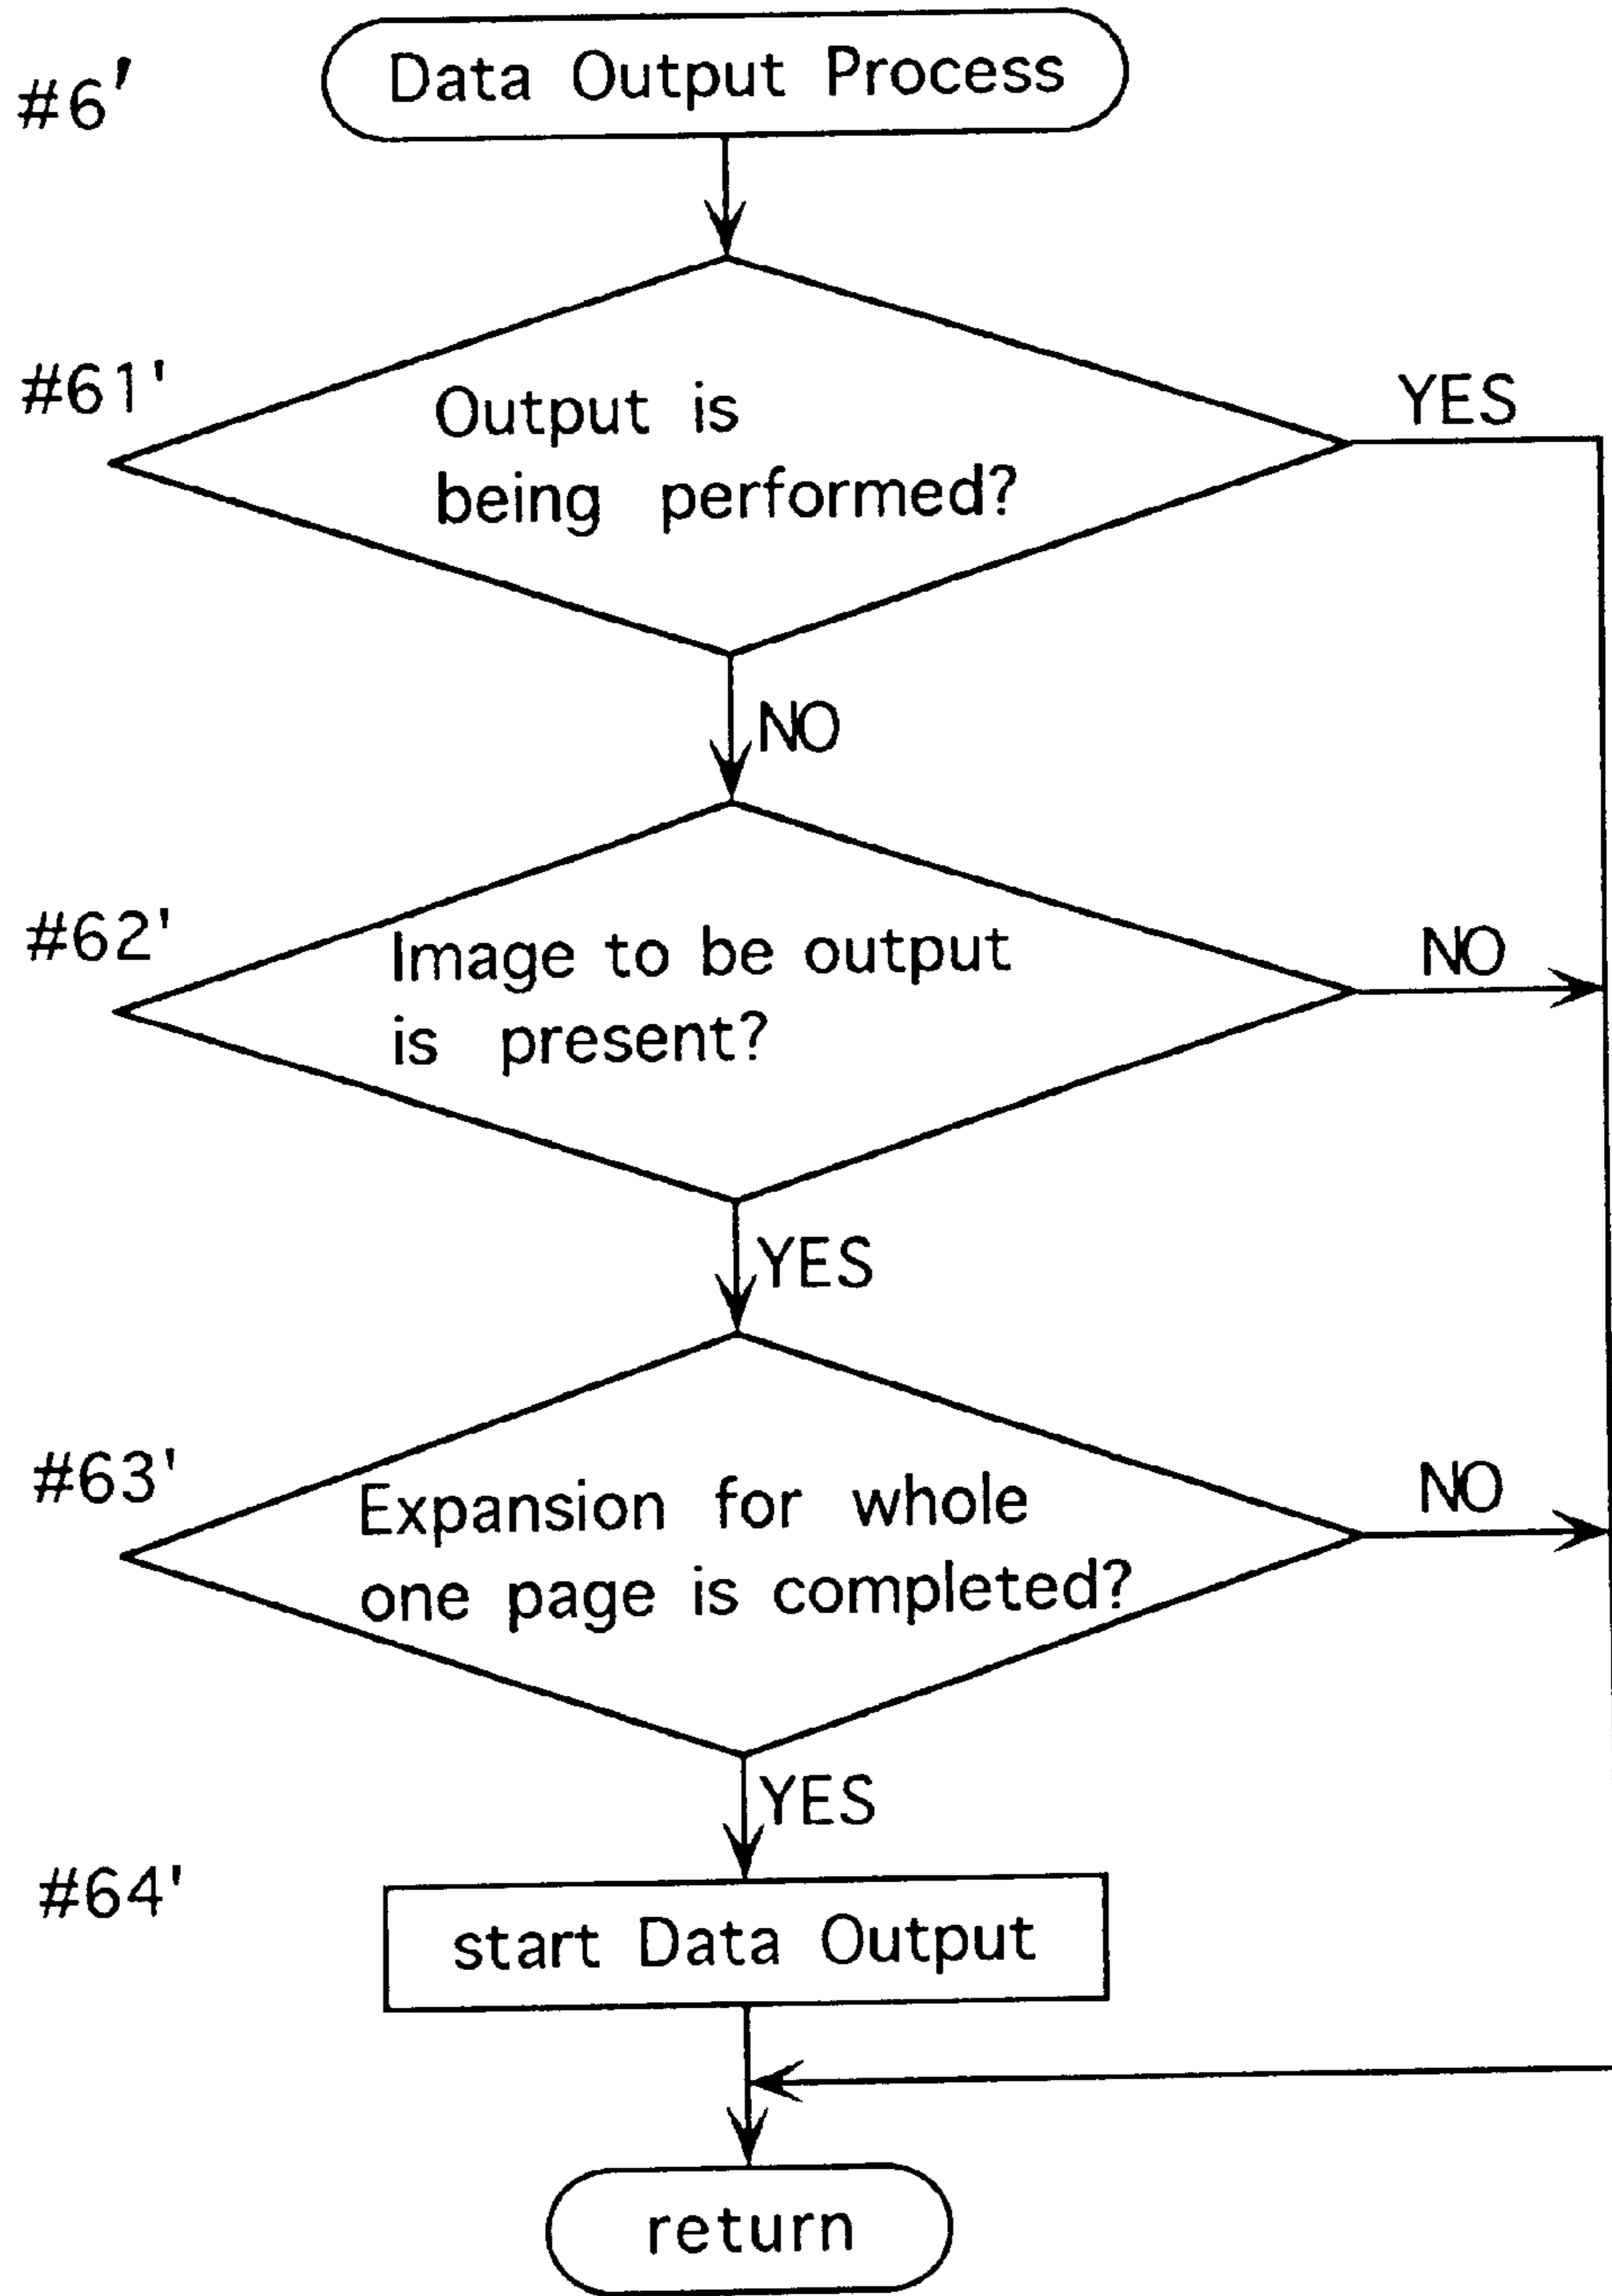 #6'
Data Output Process
#61'
Output is
being performed?
YES
NO
#62'
Image to be output
is present?
NO
YES
#63'
Expansion for whole
one page is completed?
NO
YES
#64'
start Data Output
return